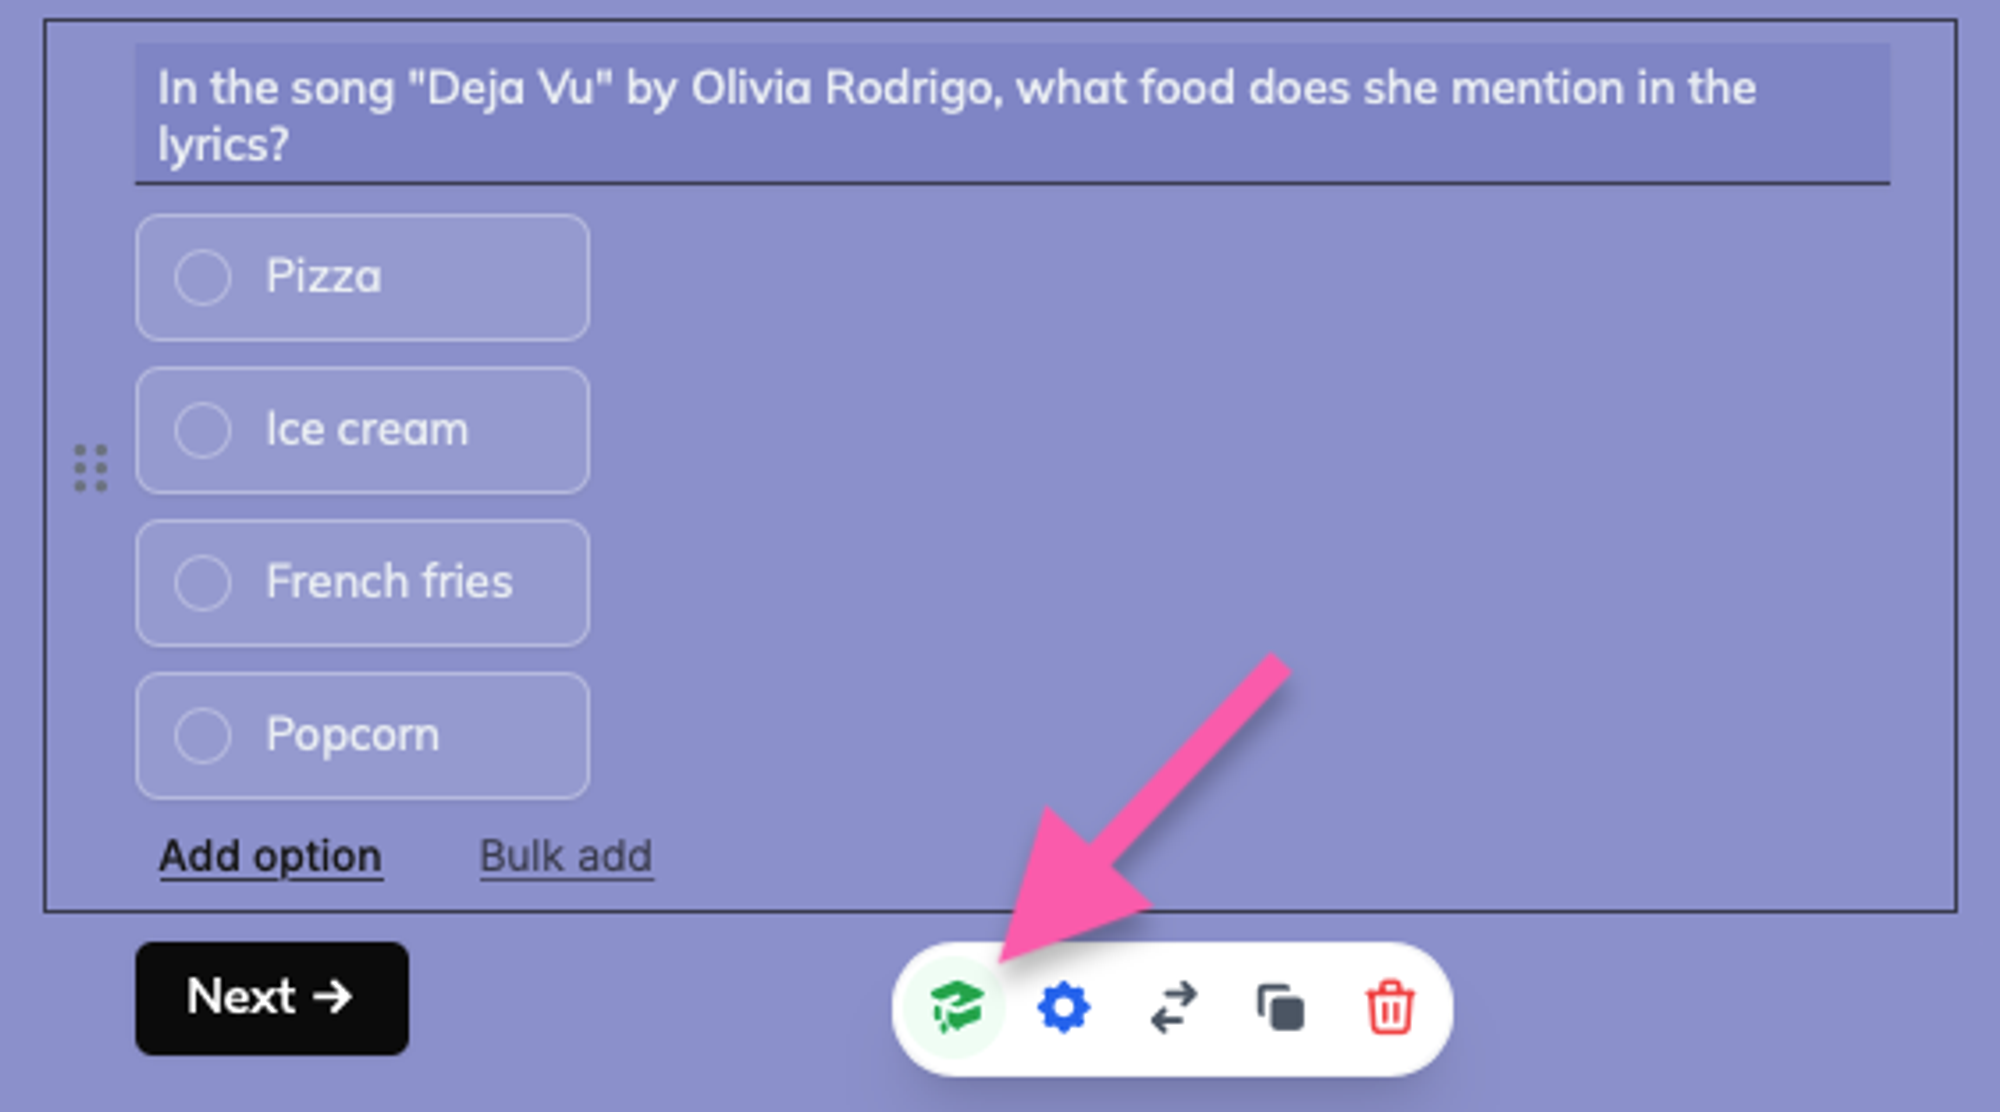 In the song "Deja Vu" by Olivia Rodrigo, what food does she mention in the
lyrics?
Pizza
Ice cream
French fries
Popcorn
Add option Bulk add
Next →